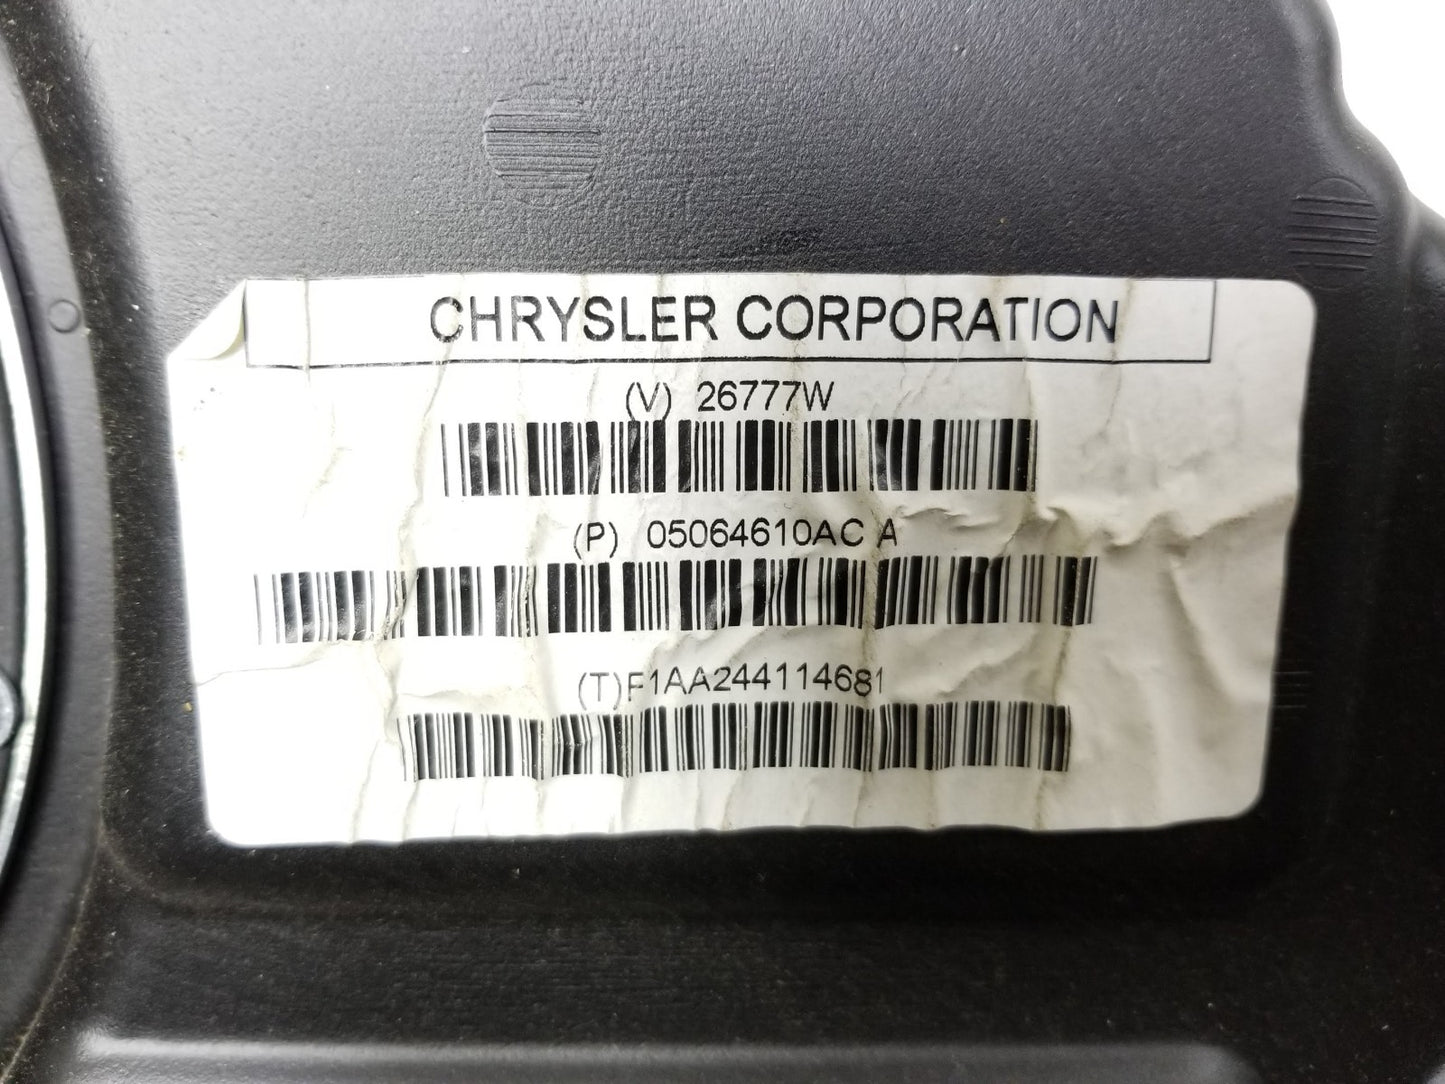 CHRYSLER CORPORATION
(V) 26777W
(P) 05064610AC A
(T)F1AA244114681